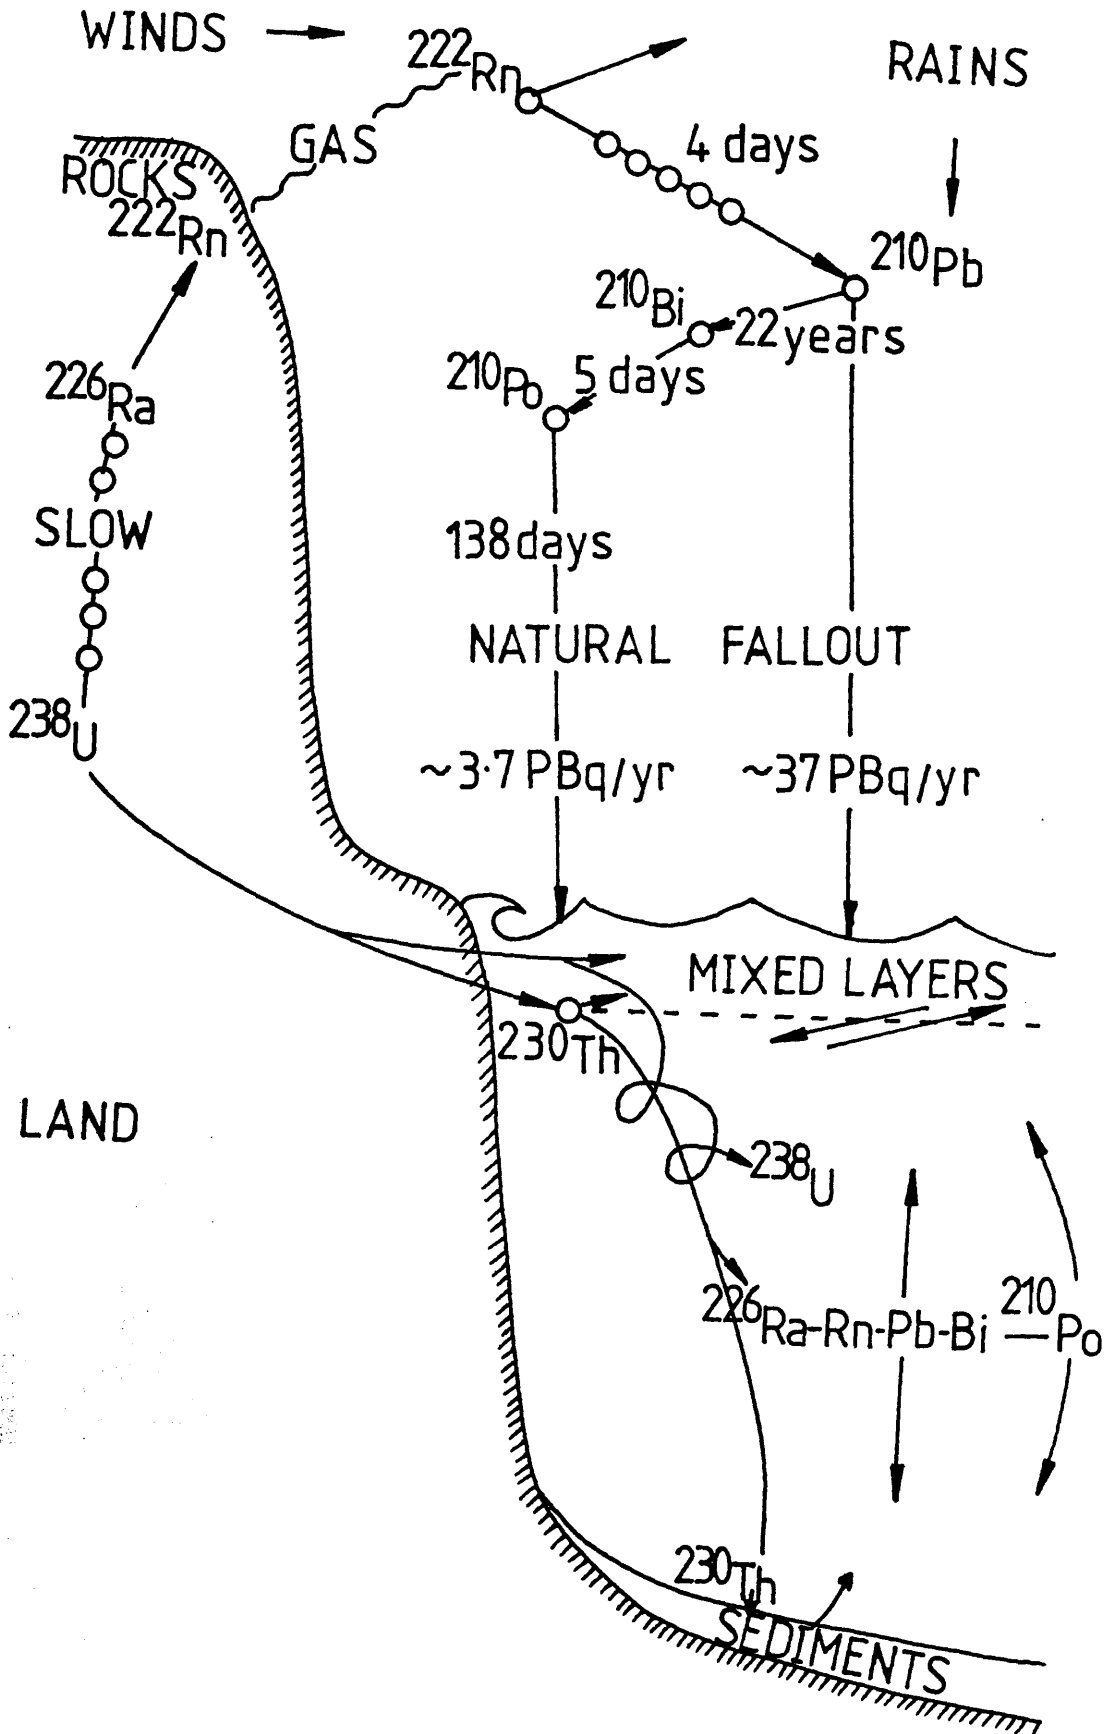 WINDS
222Rn
RAINS
GAS
4 days
ROCKS
222Rn
210Pb
210Bi
22 years
210Po
5 days
226Ra
SLOW
138 days
NATURAL FALLOUT
238U
~3·7 PBq/yr ~37 PBq/yr
MIXED LAYERS
230Th
LAND
238U
226Ra-Rn-Pb-Bi — 210Po
230Th
SEDIMENTS